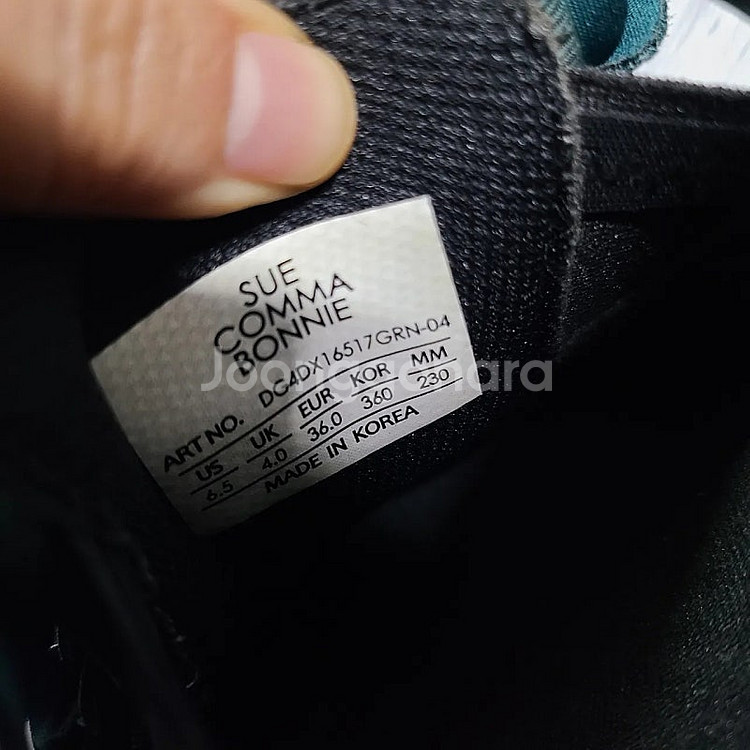 SUE
COMMA
BONNIE
ART NO. DG4DX16517GRN-04
US UK EUR KOR MM
6.5 4.0 36.0 360 230
MADE IN KOREA
Joonggonara